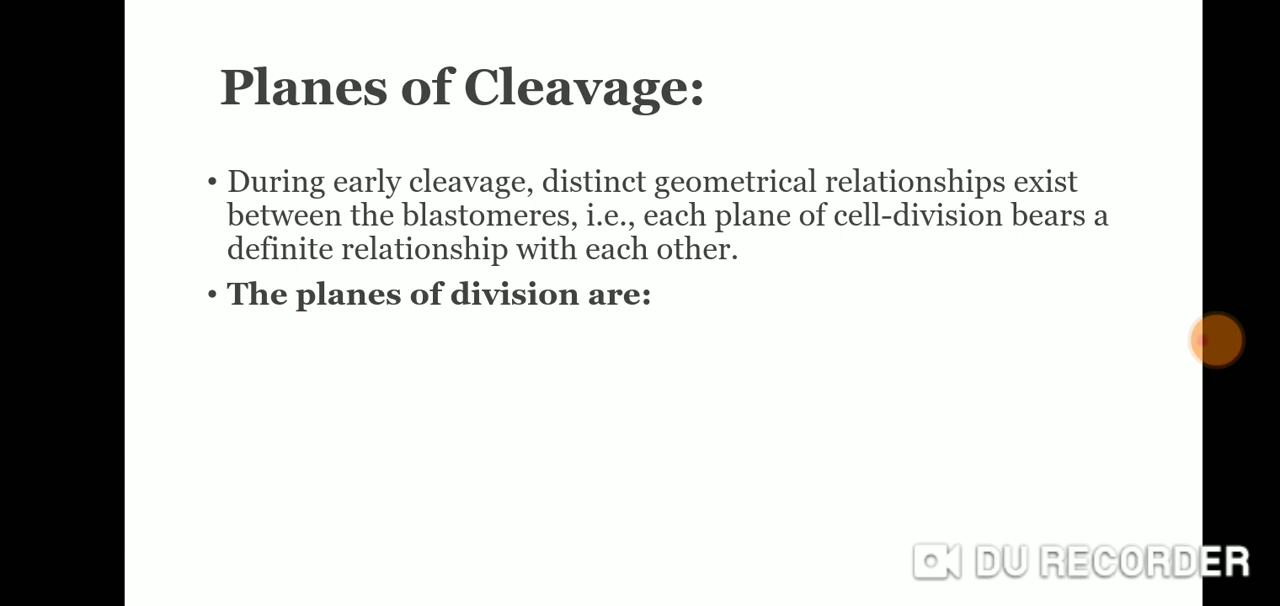 Planes of Cleavage:
• During early cleavage, distinct geometrical relationships exist
between the blastomeres, i.e., each plane of cell-division bears a
definite relationship with each other.
• The planes of division are:
DU RECORDER